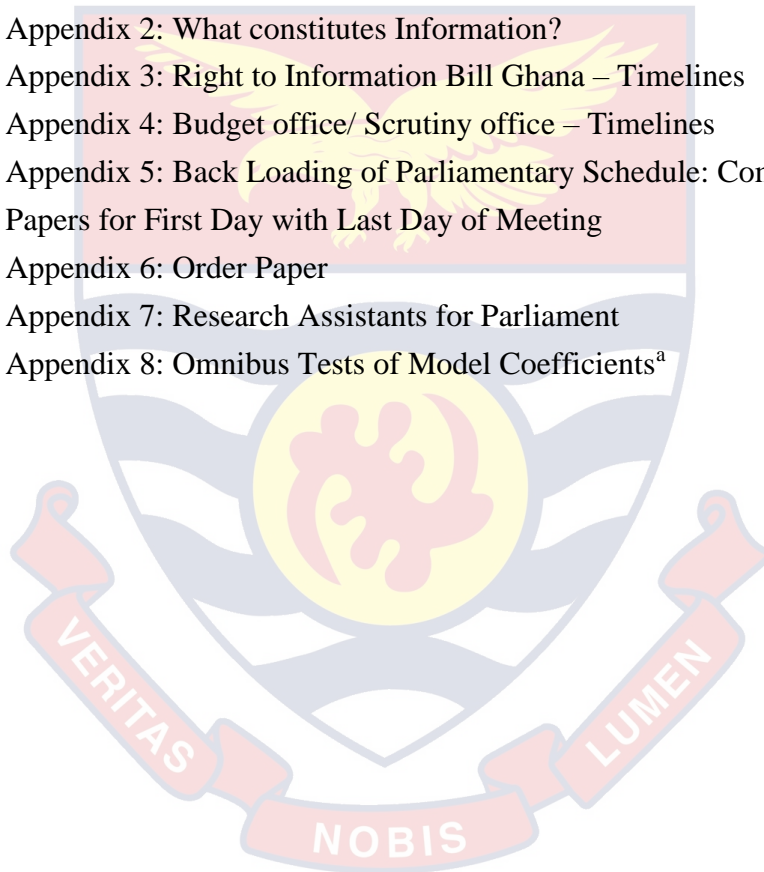 Appendix 2: What constitutes Information?
Appendix 3: Right to Information Bill Ghana – Timelines
Appendix 4: Budget office/ Scrutiny office – Timelines
Appendix 5: Back Loading of Parliamentary Schedule: Con
Papers for First Day with Last Day of Meeting
Appendix 6: Order Paper
Appendix 7: Research Assistants for Parliament
Appendix 8: Omnibus Tests of Model Coefficientsᵃ
VERITAS
NOBIS
LUMEN